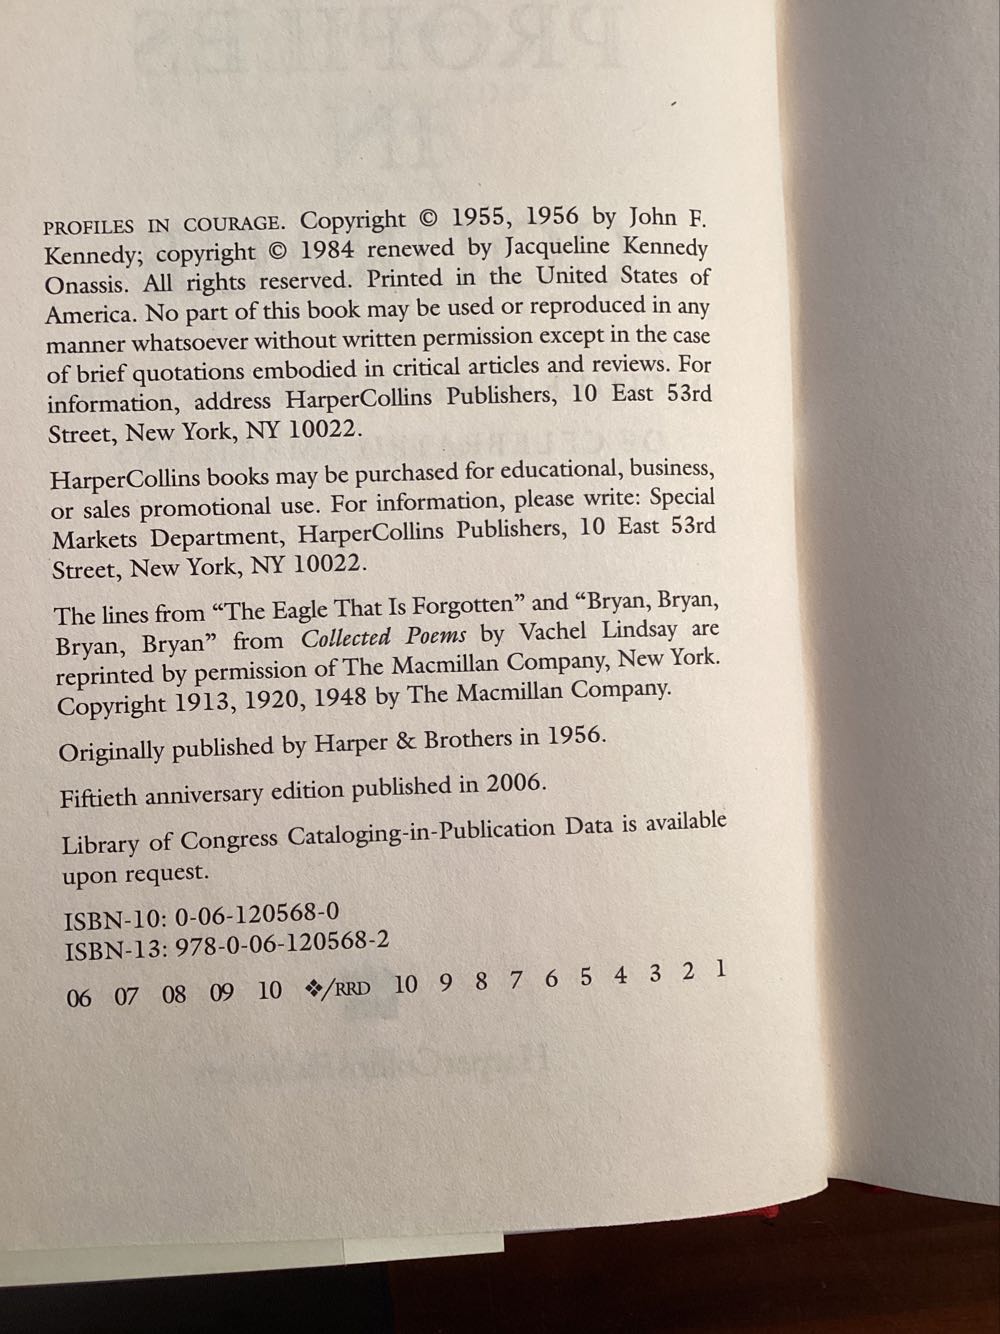 PROFILES IN COURAGE. Copyright © 1955, 1956 by John F.
Kennedy; copyright © 1984 renewed by Jacqueline Kennedy
Onassis. All rights reserved. Printed in the United States of
America. No part of this book may be used or reproduced in any
manner whatsoever without written permission except in the case
of brief quotations embodied in critical articles and reviews. For
information, address HarperCollins Publishers, 10 East 53rd
Street, New York, NY 10022.
HarperCollins books may be purchased for educational, business,
or sales promotional use. For information, please write: Special
Markets Department, HarperCollins Publishers, 10 East 53rd
Street, New York, NY 10022.
The lines from “The Eagle That Is Forgotten” and “Bryan, Bryan,
Bryan, Bryan” from Collected Poems by Vachel Lindsay are
reprinted by permission of The Macmillan Company, New York.
Copyright 1913, 1920, 1948 by The Macmillan Company.
Originally published by Harper & Brothers in 1956.
Fiftieth anniversary edition published in 2006.
Library of Congress Cataloging-in-Publication Data is available
upon request.
ISBN-10: 0-06-120568-0
ISBN-13: 978-0-06-120568-2
06 07 08 09 10 ❖/RRD 10 9 8 7 6 5 4 3 2 1